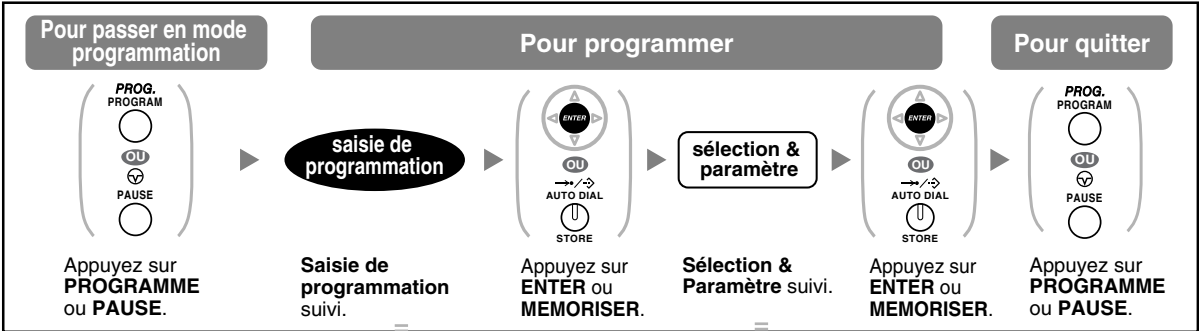 Pour passer en mode
programmation
Pour programmer
Pour quitter
PROG.
PROGRAM
OU
PAUSE
saisie de
programmation
ENTER
OU
AUTO DIAL
STORE
sélection &
paramètre
ENTER
OU
AUTO DIAL
STORE
PROG.
PROGRAM
OU
PAUSE
Appuyez sur
PROGRAMME
ou PAUSE.
Saisie de
programmation
suivi.
Appuyez sur
ENTER ou
MEMORISER.
Sélection &
Paramètre suivi.
Appuyez sur
ENTER ou
MEMORISER.
Appuyez sur
PROGRAMME
ou PAUSE.